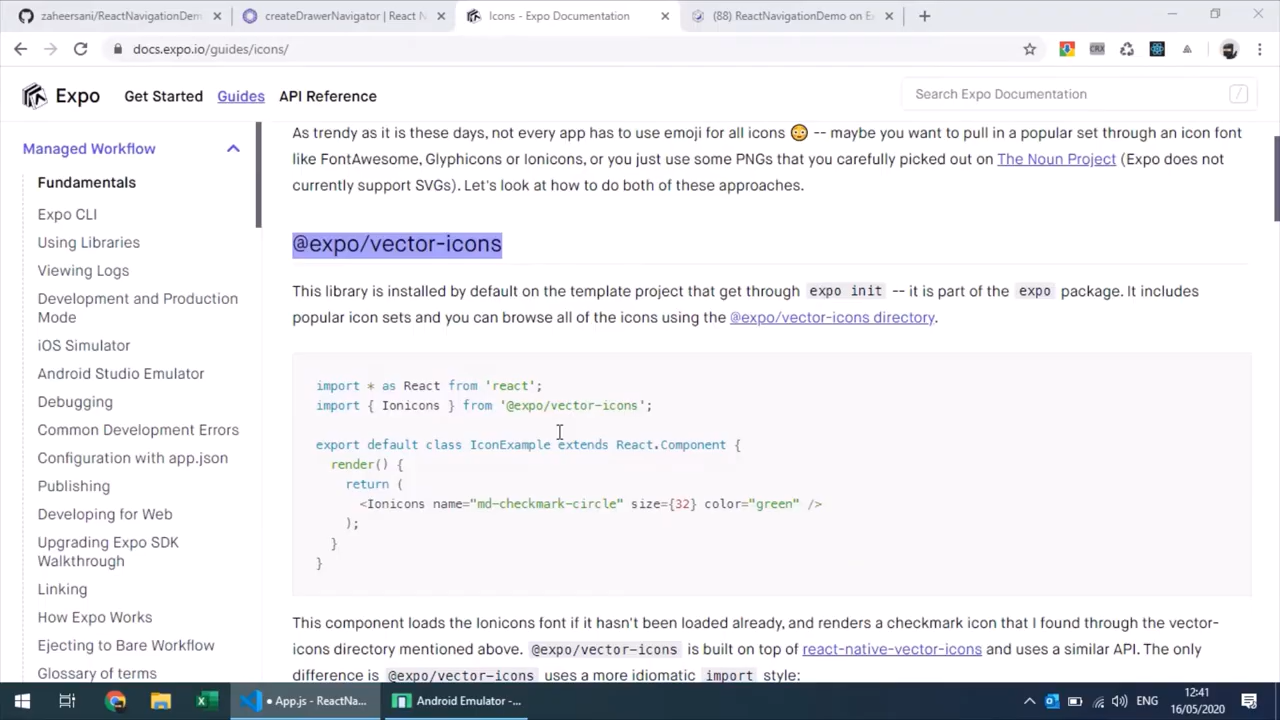 zaheersani/ReactNavigationDem
createDrawerNavigator | React N
Icons - Expo Documentation
(88) ReactNavigationDemo on Ex
docs.expo.io/guides/icons/
CRX
Expo
Get Started
Guides
API Reference
Search Expo Documentation
/
Managed Workflow
Fundamentals
Expo CLI
Using Libraries
Viewing Logs
Development and Production
Mode
iOS Simulator
Android Studio Emulator
Debugging
Common Development Errors
Configuration with app.json
Publishing
Developing for Web
Upgrading Expo SDK
Walkthrough
Linking
How Expo Works
Ejecting to Bare Workflow
Glossary of terms
As trendy as it is these days, not every app has to use emoji for all icons 😳 -- maybe you want to pull in a popular set through an icon font
like FontAwesome, Glyphicons or Ionicons, or you just use some PNGs that you carefully picked out on The Noun Project (Expo does not
currently support SVGs). Let's look at how to do both of these approaches.
@expo/vector-icons
This library is installed by default on the template project that get through expo init -- it is part of the expo package. It includes
popular icon sets and you can browse all of the icons using the @expo/vector-icons directory.
import * as React from 'react';
import { Ionicons } from '@expo/vector-icons';
export default class IconExample extends React.Component {
render() {
return (
<Ionicons name="md-checkmark-circle" size={32} color="green" />
);
}
}
This component loads the Ionicons font if it hasn't been loaded already, and renders a checkmark icon that I found through the vector-
icons directory mentioned above. @expo/vector-icons is built on top of react-native-vector-icons and uses a similar API. The only
difference is @expo/vector-icons uses a more idiomatic import style:
● App.js - ReactNa...
Android Emulator -...
ENG
12:41
16/05/2020